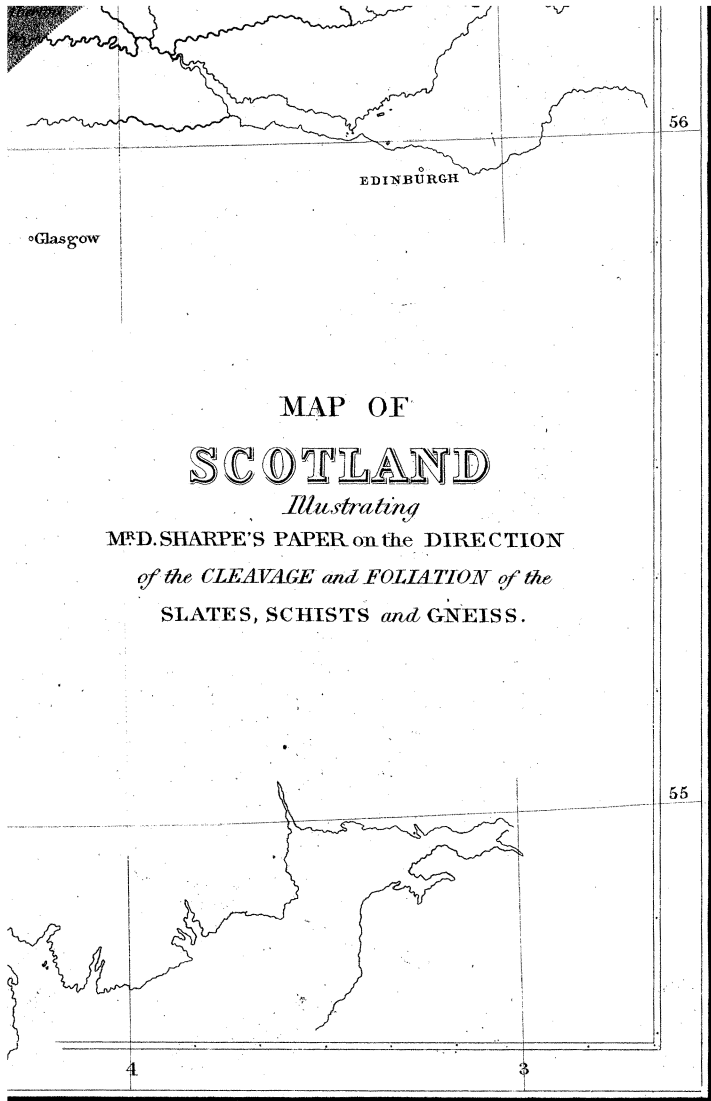 56
EDINBURGH
Glasgow
MAP OF
SCOTLAND
Illustrating
MR. D. SHARPE'S PAPER on the DIRECTION
of the CLEAVAGE and FOLIATION of the
SLATES, SCHISTS and GNEISS.
55
4
3